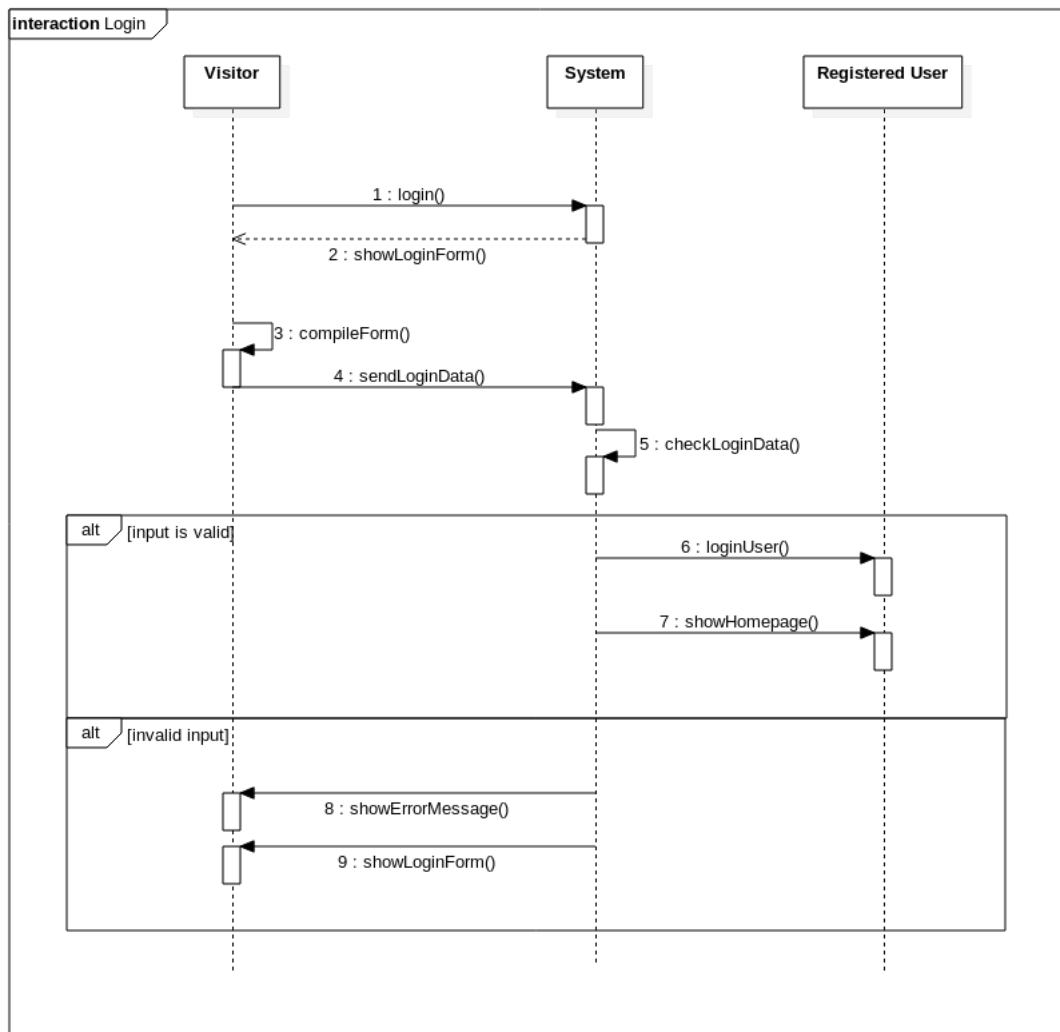 interaction Login
Visitor
System
Registered User
1 : login()
2 : showLoginForm()
3 : compileForm()
4 : sendLoginData()
5 : checkLoginData()
alt
[input is valid]
6 : loginUser()
7 : showHomepage()
alt
[invalid input]
8 : showErrorMessage()
9 : showLoginForm()